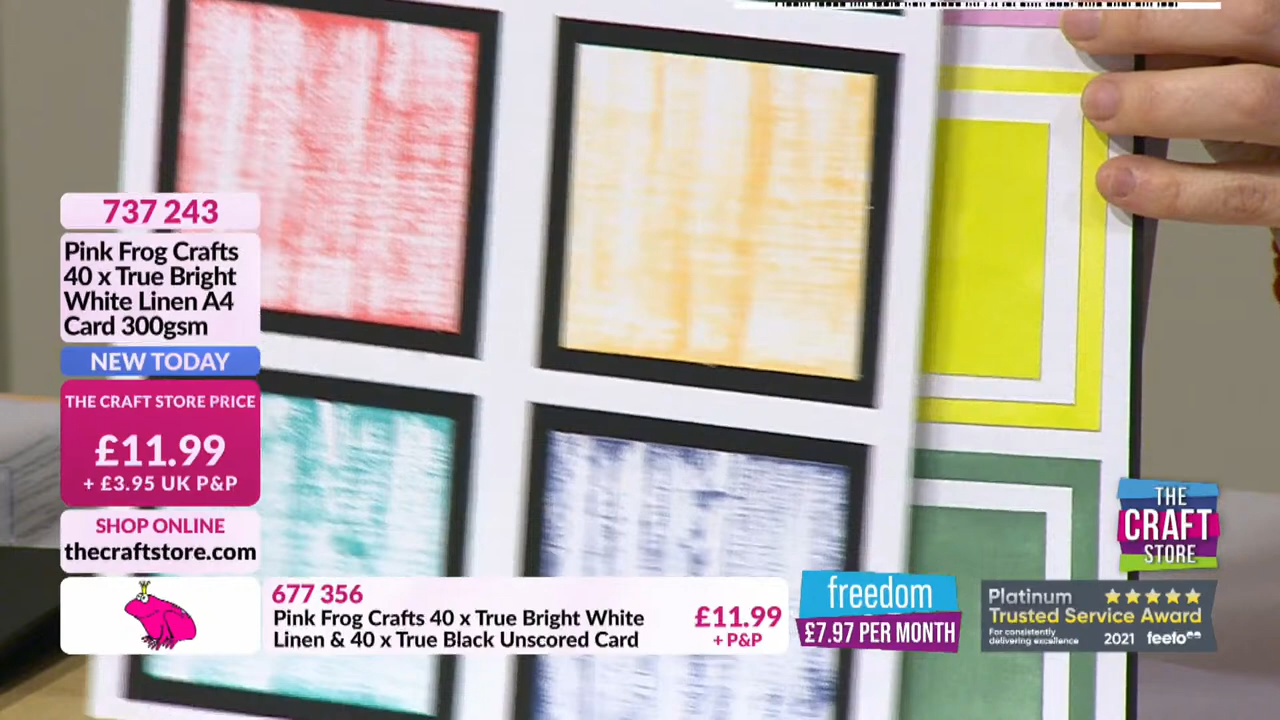 737 243
Pink Frog Crafts
40 x True Bright
White Linen A4
Card 300gsm
NEW TODAY
THE CRAFT STORE PRICE
£11.99
+ £3.95 UK P&P
SHOP ONLINE
thecraftstore.com
677 356
Pink Frog Crafts 40 x True Bright White
Linen & 40 x True Black Unscored Card
£11.99
+ P&P
freedom
£7.97 PER MONTH
THE
CRAFT
STORE
Platinum
Trusted Service Award
For consistently
delivering excellence
2021 feefo